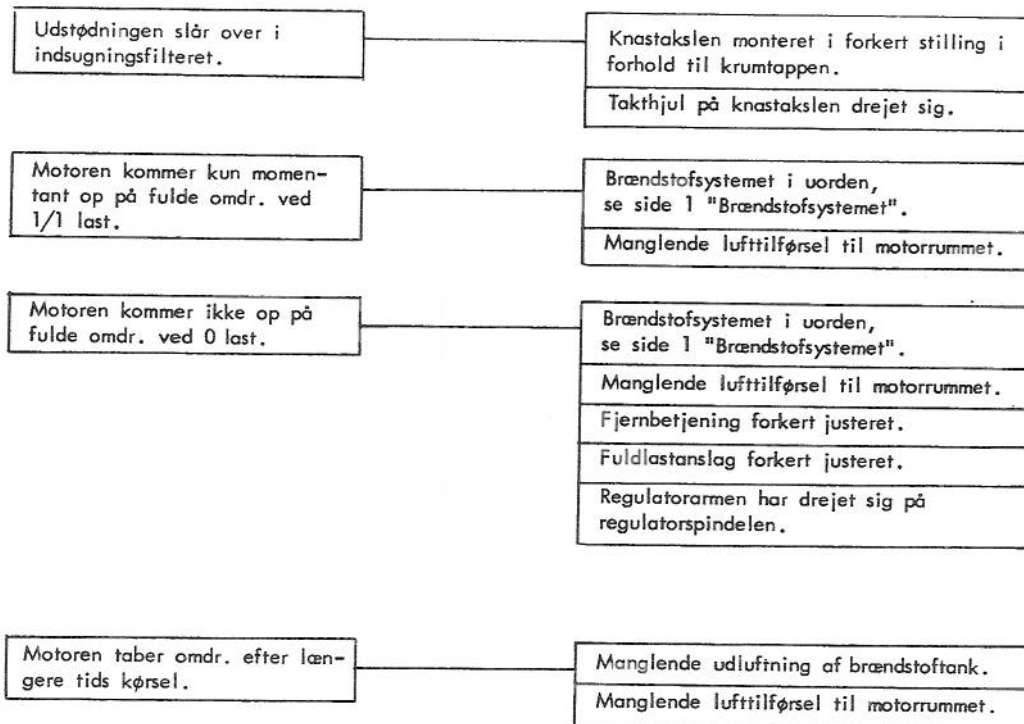 Udstødningen slår over i
indsugningsfilteret.
Knastakslen monteret i forkert stilling i
forhold til krumtappen.
Takthjul på knastakslen drejet sig.
Motoren kommer kun momen-
tant op på fulde omdr. ved
1/1 last.
Brændstofsystemet i uorden,
se side 1 "Brændstofsystemet".
Manglende lufttilførsel til motorrummet.
Motoren kommer ikke op på
fulde omdr. ved 0 last.
Brændstofsystemet i uorden,
se side 1 "Brændstofsystemet".
Manglende lufttilførsel til motorrummet.
Fjernbetjening forkert justeret.
Fuldlastanslag forkert justeret.
Regulatorarmen har drejet sig på
regulatorspindelen.
Motoren taber omdr. efter læn-
gere tids kørsel.
Manglende udluftning af brændstoftank.
Manglende lufttilførsel til motorrummet.